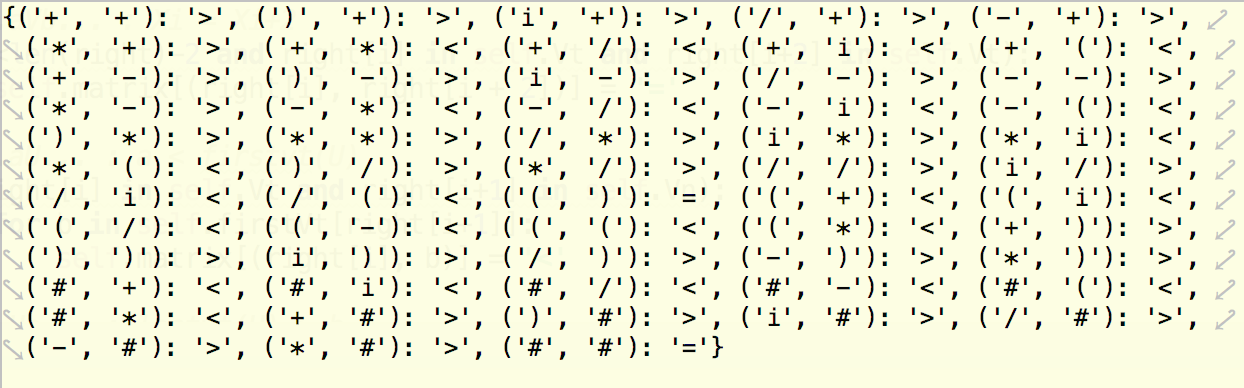 {('+', '+'): '>', (')', '+'): '>', ('i', '+'): '>', ('/', '+'): '>', ('-', '+'): '>',
('*', '+'): '>', ('+', '*'): '<', ('+', '/'): '<', ('+', 'i'): '<', ('+', '('): '<',
('+', '-'): '>', (')', '-'): '>', ('i', '-'): '>', ('/', '-'): '>', ('-', '-'): '>',
('*', '-'): '>', ('-', '*'): '<', ('-', '/'): '<', ('-', 'i'): '<', ('-', '('): '<',
(')', '*'): '>', ('*', '*'): '>', ('/', '*'): '>', ('i', '*'): '>', ('*', 'i'): '<',
('*', '('): '<', (')', '/'): '>', ('*', '/'): '>', ('/', '/'): '>', ('i', '/'): '>',
('/', 'i'): '<', ('/', '('): '<', ('(', ')'): '=', ('(', '+'): '<', ('(', 'i'): '<',
('(', '/'): '<', ('(', '-'): '<', ('(', '('): '<', ('(', '*'): '<', ('+', ')'): '>',
(')', ')'): '>', ('i', ')'): '>', ('/', ')'): '>', ('-', ')'): '>', ('*', ')'): '>',
('#', '+'): '<', ('#', 'i'): '<', ('#', '/'): '<', ('#', '-'): '<', ('#', '('): '<',
('#', '*'): '<', ('+', '#'): '>', (')', '#'): '>', ('i', '#'): '>', ('/', '#'): '>',
('-', '#'): '>', ('*', '#'): '>', ('#', '#'): '='}